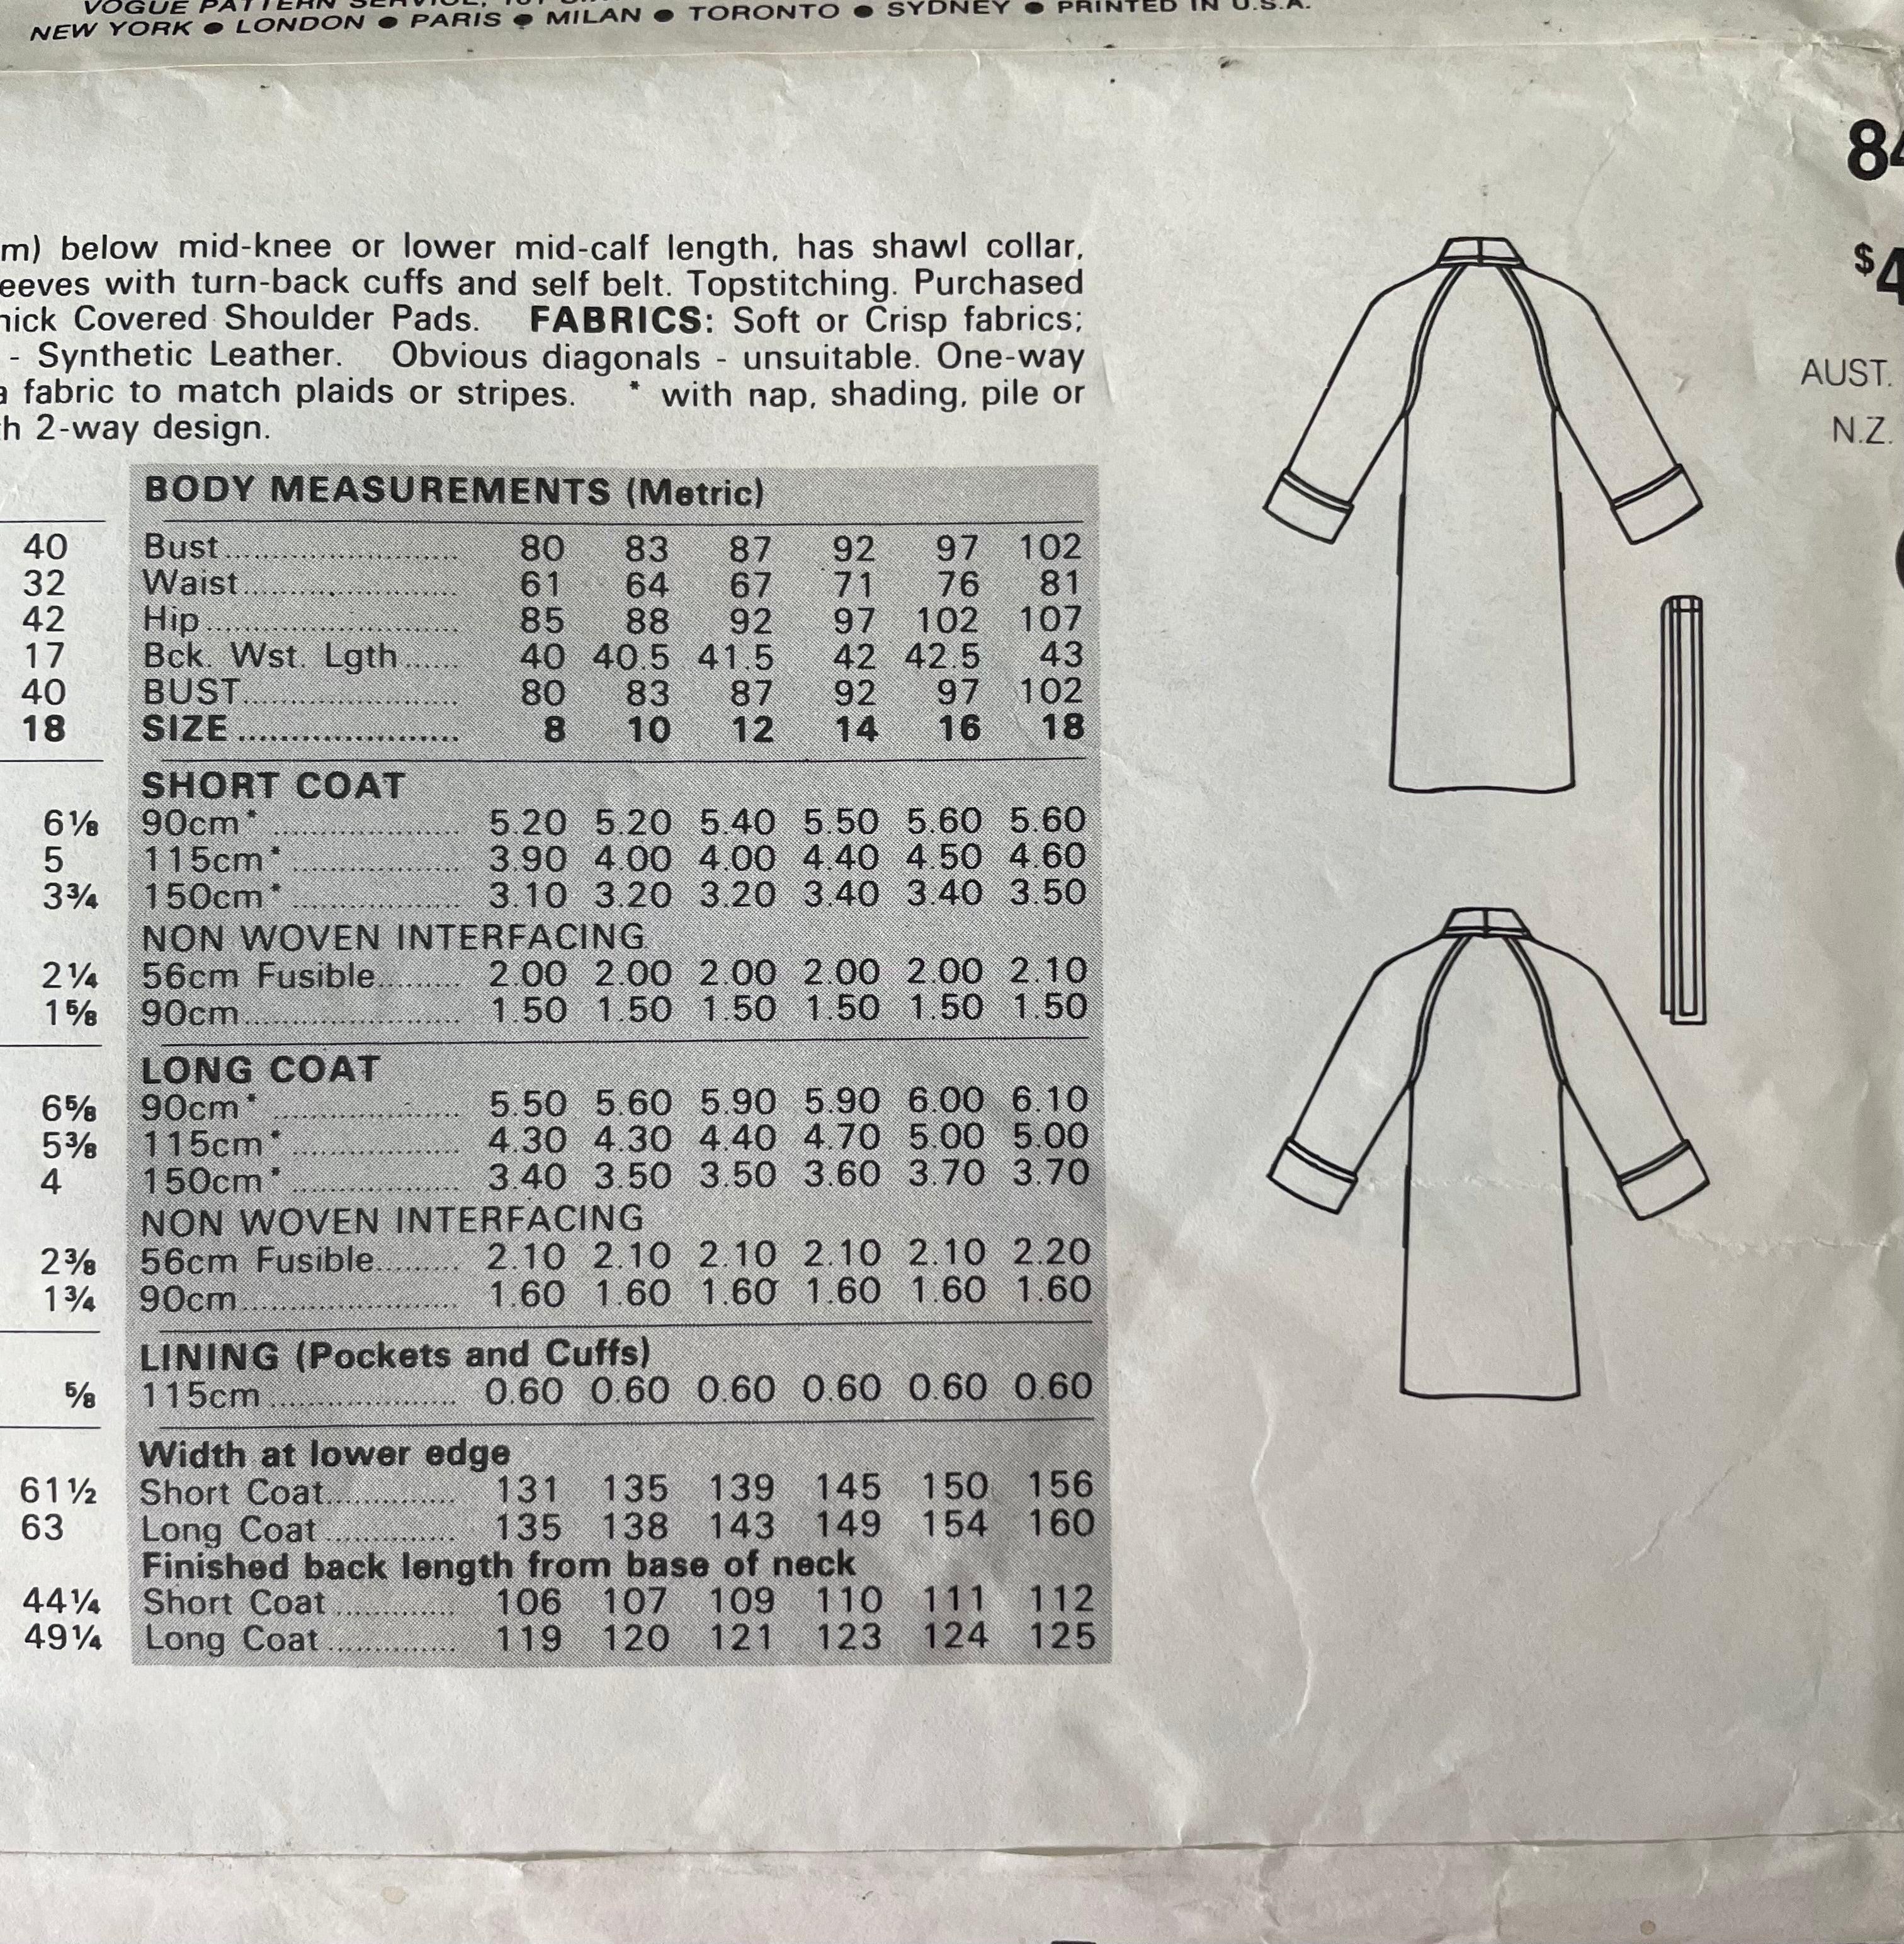 VOGUE PATTERN SERVICE,
NEW YORK ● LONDON ● PARIS ● MILAN ● TORONTO ● SYDNEY ● PRINTED IN U.S.A.
84
$4
AUST.
N.Z.
m) below mid-knee or lower mid-calf length, has shawl collar,
eeves with turn-back cuffs and self belt. Topstitching. Purchased
hick Covered Shoulder Pads. FABRICS: Soft or Crisp fabrics;
- Synthetic Leather. Obvious diagonals - unsuitable. One-way
a fabric to match plaids or stripes. * with nap, shading, pile or
h 2-way design.
BODY MEASUREMENTS (Metric)
40 Bust 80 83 87 92 97 102
32 Waist 61 64 67 71 76 81
42 Hip 85 88 92 97 102 107
17 Bck. Wst. Lgth 40 40.5 41.5 42 42.5 43
40 BUST 80 83 87 92 97 102
18 SIZE 8 10 12 14 16 18
SHORT COAT
6⅛ 90cm* 5.20 5.20 5.40 5.50 5.60 5.60
5 115cm* 3.90 4.00 4.00 4.40 4.50 4.60
3¾ 150cm* 3.10 3.20 3.20 3.40 3.40 3.50
NON WOVEN INTERFACING
2¼ 56cm Fusible 2.00 2.00 2.00 2.00 2.00 2.10
1⅝ 90cm 1.50 1.50 1.50 1.50 1.50 1.50
LONG COAT
6⅝ 90cm* 5.50 5.60 5.90 5.90 6.00 6.10
5⅜ 115cm* 4.30 4.30 4.40 4.70 5.00 5.00
4 150cm* 3.40 3.50 3.50 3.60 3.70 3.70
NON WOVEN INTERFACING
2⅜ 56cm Fusible 2.10 2.10 2.10 2.10 2.10 2.20
1¾ 90cm 1.60 1.60 1.60 1.60 1.60 1.60
LINING (Pockets and Cuffs)
⅝ 115cm 0.60 0.60 0.60 0.60 0.60 0.60
Width at lower edge
61½ Short Coat 131 135 139 145 150 156
63 Long Coat 135 138 143 149 154 160
Finished back length from base of neck
44¼ Short Coat 106 107 109 110 111 112
49¼ Long Coat 119 120 121 123 124 125